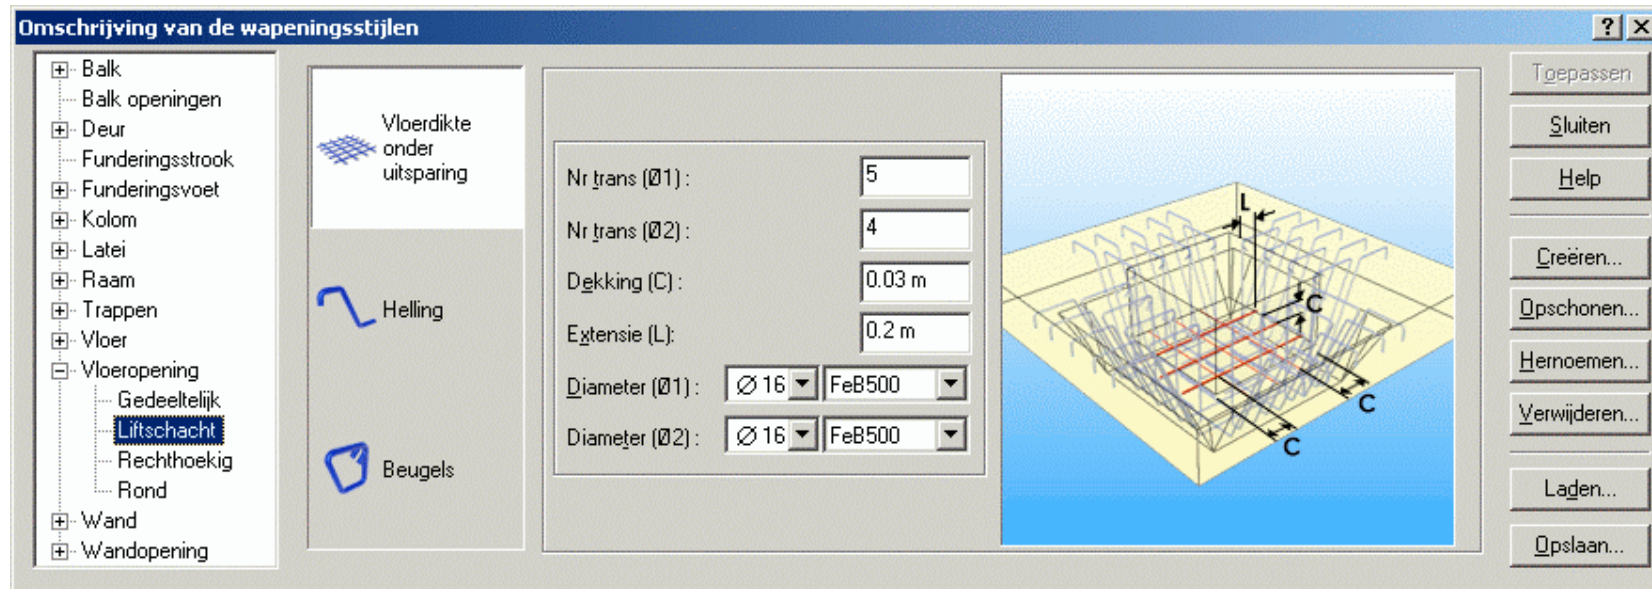 Omschrijving van de wapeningsstijlen
Balk
Balk openingen
Deur
Funderingsstrook
Funderingsvoet
Kolom
Latei
Raam
Trappen
Vloer
Vloeropening
Gedeeltelijk
Liftschacht
Rechthoekig
Rond
Wand
Wandopening
Vloerdikte
onder
uitsparing
Helling
Beugels
Nr trans (Ø1) : 5
Nr trans (Ø2) : 4
Dekking (C) : 0.03 m
Extensie (L): 0.2 m
Diameter (Ø1) : Ø 16 FeB500
Diameter (Ø2) : Ø 16 FeB500
L
C
C
C
Toepassen
Sluiten
Help
Creëren...
Opschonen...
Hernoemen...
Verwijderen...
Laden...
Opslaan...